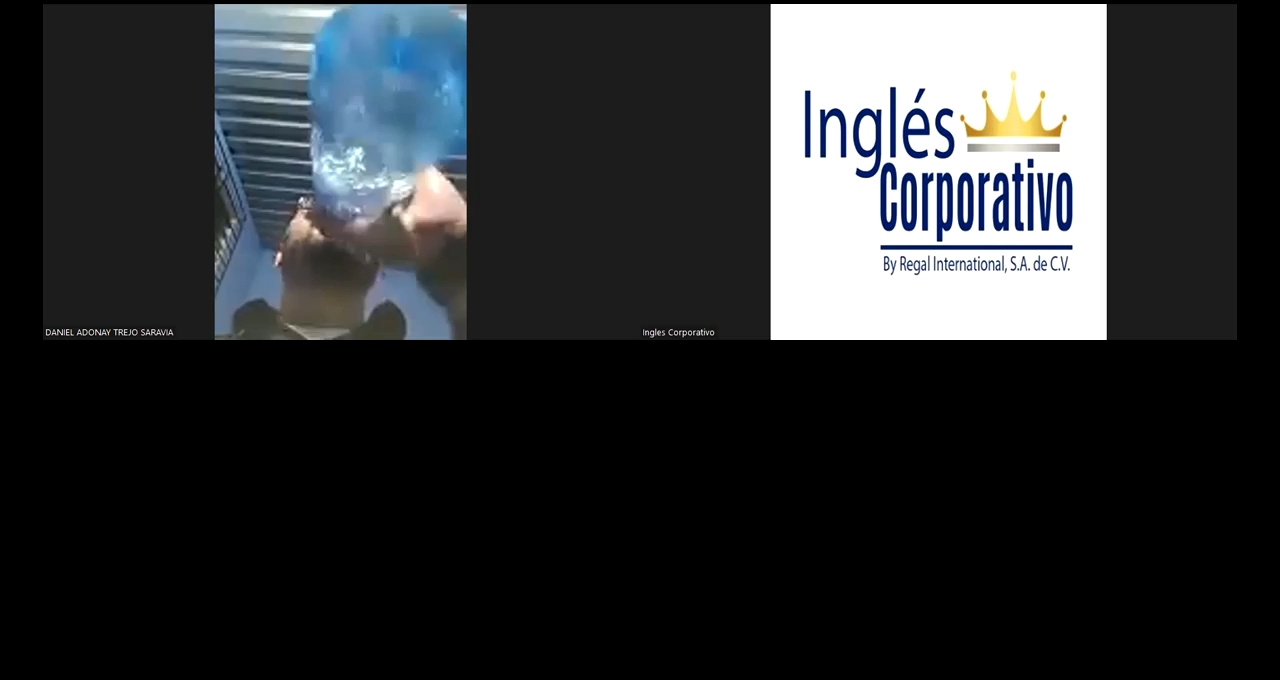 Inglés
Corporativo
By Regal International, S.A. de C.V.
DANIEL ADONAY TREJO SARAVIA
Ingles Corporativo